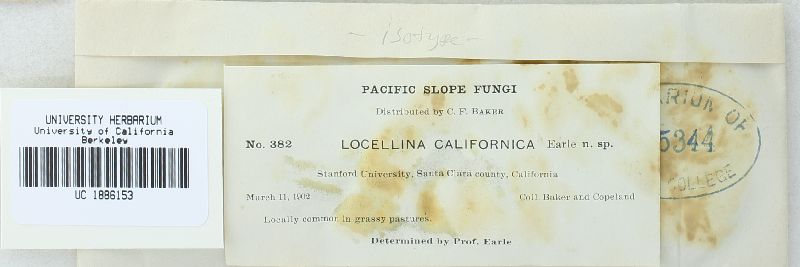 - isotype -
PACIFIC SLOPE FUNGI
Distributed by C. F. BAKER
No. 382 LOCELLINA CALIFORNICA Earle n. sp.
Stanford University, Santa Clara county, California
March 11, 1902 Coll. Baker and Copeland
Locally common in grassy pastures.
Determined by Prof. Earle
UNIVERSITY HERBARIUM
University of California
Berkeley
UC 1886153
ARIUM OF
5344
COLLEGE